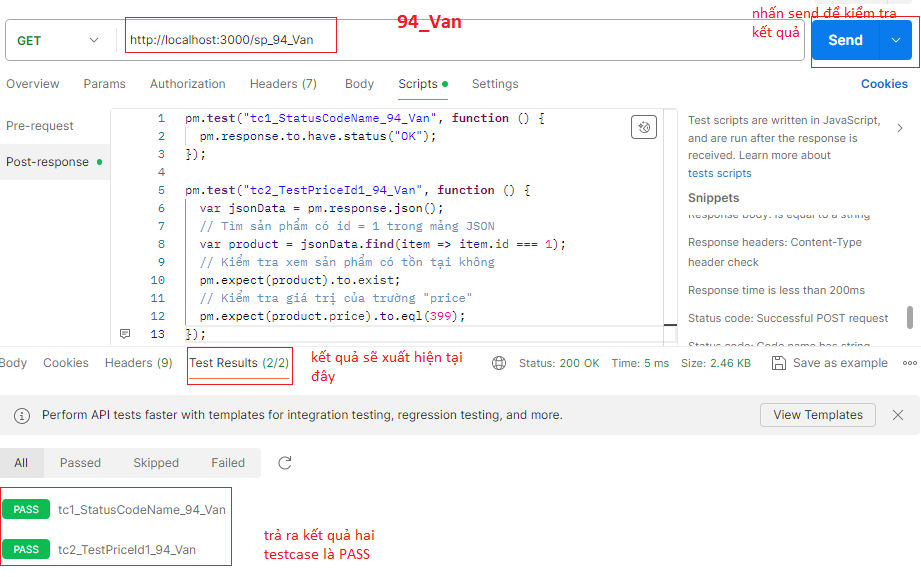 94_Van
nhấn send để kiểm tra
kết quả
GET
http://localhost:3000/sp_94_Van
Send
Overview
Params
Authorization
Headers (7)
Body
Scripts
Settings
Cookies
Pre-request
Post-response
1 pm.test("tc1_StatusCodeName_94_Van", function () {
2 pm.response.to.have.status("OK");
3 });
4
5 pm.test("tc2_TestPriceId1_94_Van", function () {
6 var jsonData = pm.response.json();
7 // Tìm sản phẩm có id = 1 trong mảng JSON
8 var product = jsonData.find(item => item.id === 1);
9 // Kiểm tra xem sản phẩm có tồn tại không
10 pm.expect(product).to.exist;
11 // Kiểm tra giá trị của trường "price"
12 pm.expect(product.price).to.eql(399);
13 });
Test scripts are written in JavaScript,
and are run after the response is
received. Learn more about
tests scripts
Snippets
Response body: Is equal to a string
Response headers: Content-Type
header check
Response time is less than 200ms
Status code: Successful POST request
Status code: Code name has string
Body
Cookies
Headers (9)
Test Results (2/2)
kết quả sẽ xuất hiện tại
đây
Status: 200 OK
Time: 5 ms
Size: 2.46 KB
Save as example
Perform API tests faster with templates for integration testing, regression testing, and more.
View Templates
All
Passed
Skipped
Failed
PASS tc1_StatusCodeName_94_Van
PASS tc2_TestPriceId1_94_Van
trả ra kết quả hai
testcase là PASS